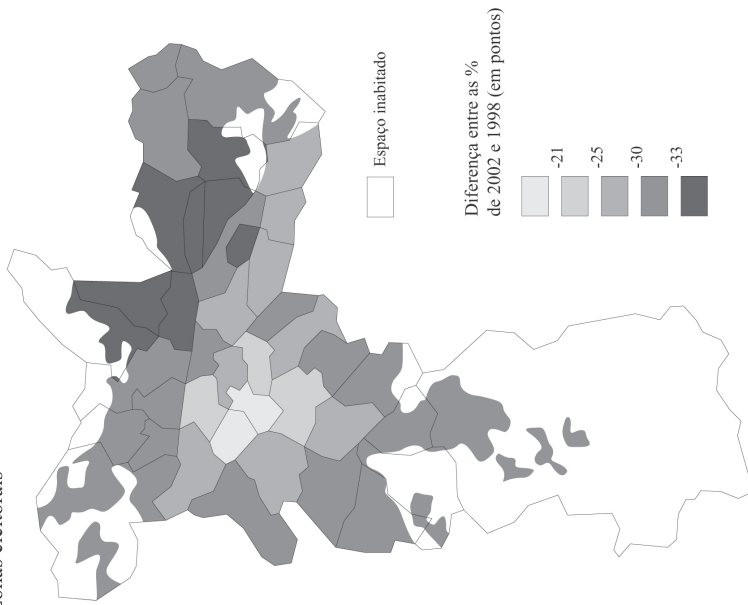 Espaço inabitado
Diferença entre as %
de 2002 e 1998 (em pontos)
-21
-25
-30
-33